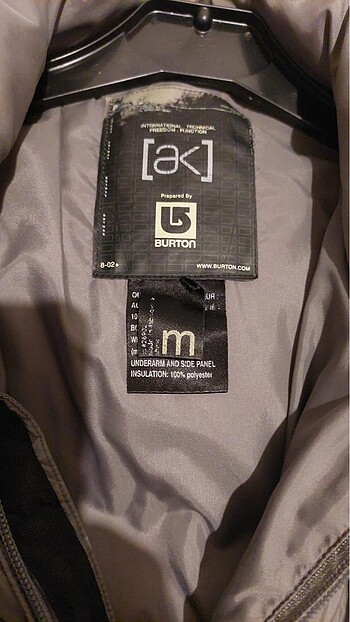 INTERNATIONAL . TECHNICAL
FREEDOM . FUNCTION
[ak]
Prepared By
BURTON
8-02+
WWW.BURTON.COM
m
UNDERARM AND SIDE PANEL
INSULATION: 100% polyester